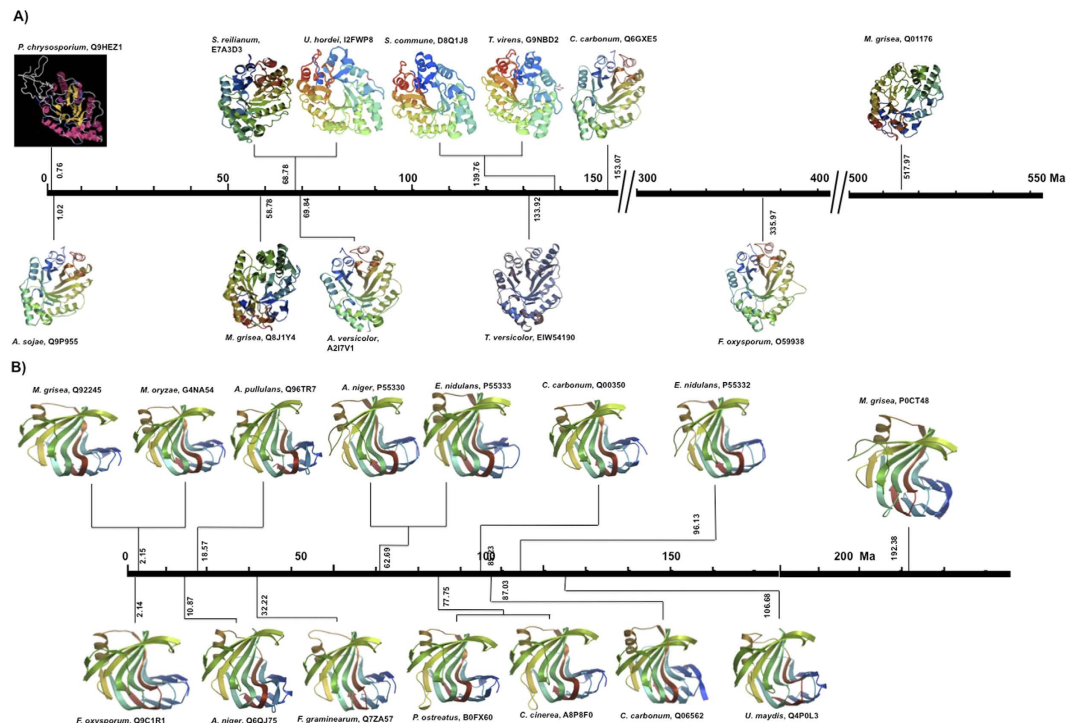 A)
P. chrysosporium, Q9HEZ1
S. reilianum,
E7A3D3
U. hordei, I2FWP8
S. commune, D8Q1J8
T. virens, G9NBD2
C. carbonum, Q6GXE5
M. grisea, Q01176
0.76
68.78
139.76
153.07
517.97
0
50
100
150
300
400
500
550 Ma
1.02
58.78
69.84
133.92
335.97
A. sojae, Q9P955
M. grisea, Q8J1Y4
A. versicolor,
A2I7V1
T. versicolor, EIW54190
F. oxysporum, O59938
B)
M. grisea, Q92245
M. oryzae, G4NA54
A. pullulans, Q96TR7
A. niger, P55330
E. nidulans, P55333
C. carbonum, Q00350
E. nidulans, P55332
M. grisea, P0CT48
2.15
18.57
62.69
96.13
192.38
0
50
100
150
200 Ma
2.14
10.87
32.22
77.75
87.03
106.68
F. oxysporum, Q9C1R1
A. niger, Q6QJ75
F. graminearum, Q7ZA57
P. ostreatus, B0FX60
C. cinerea, A8P8F0
C. carbonum, Q06562
U. maydis, Q4P0L3